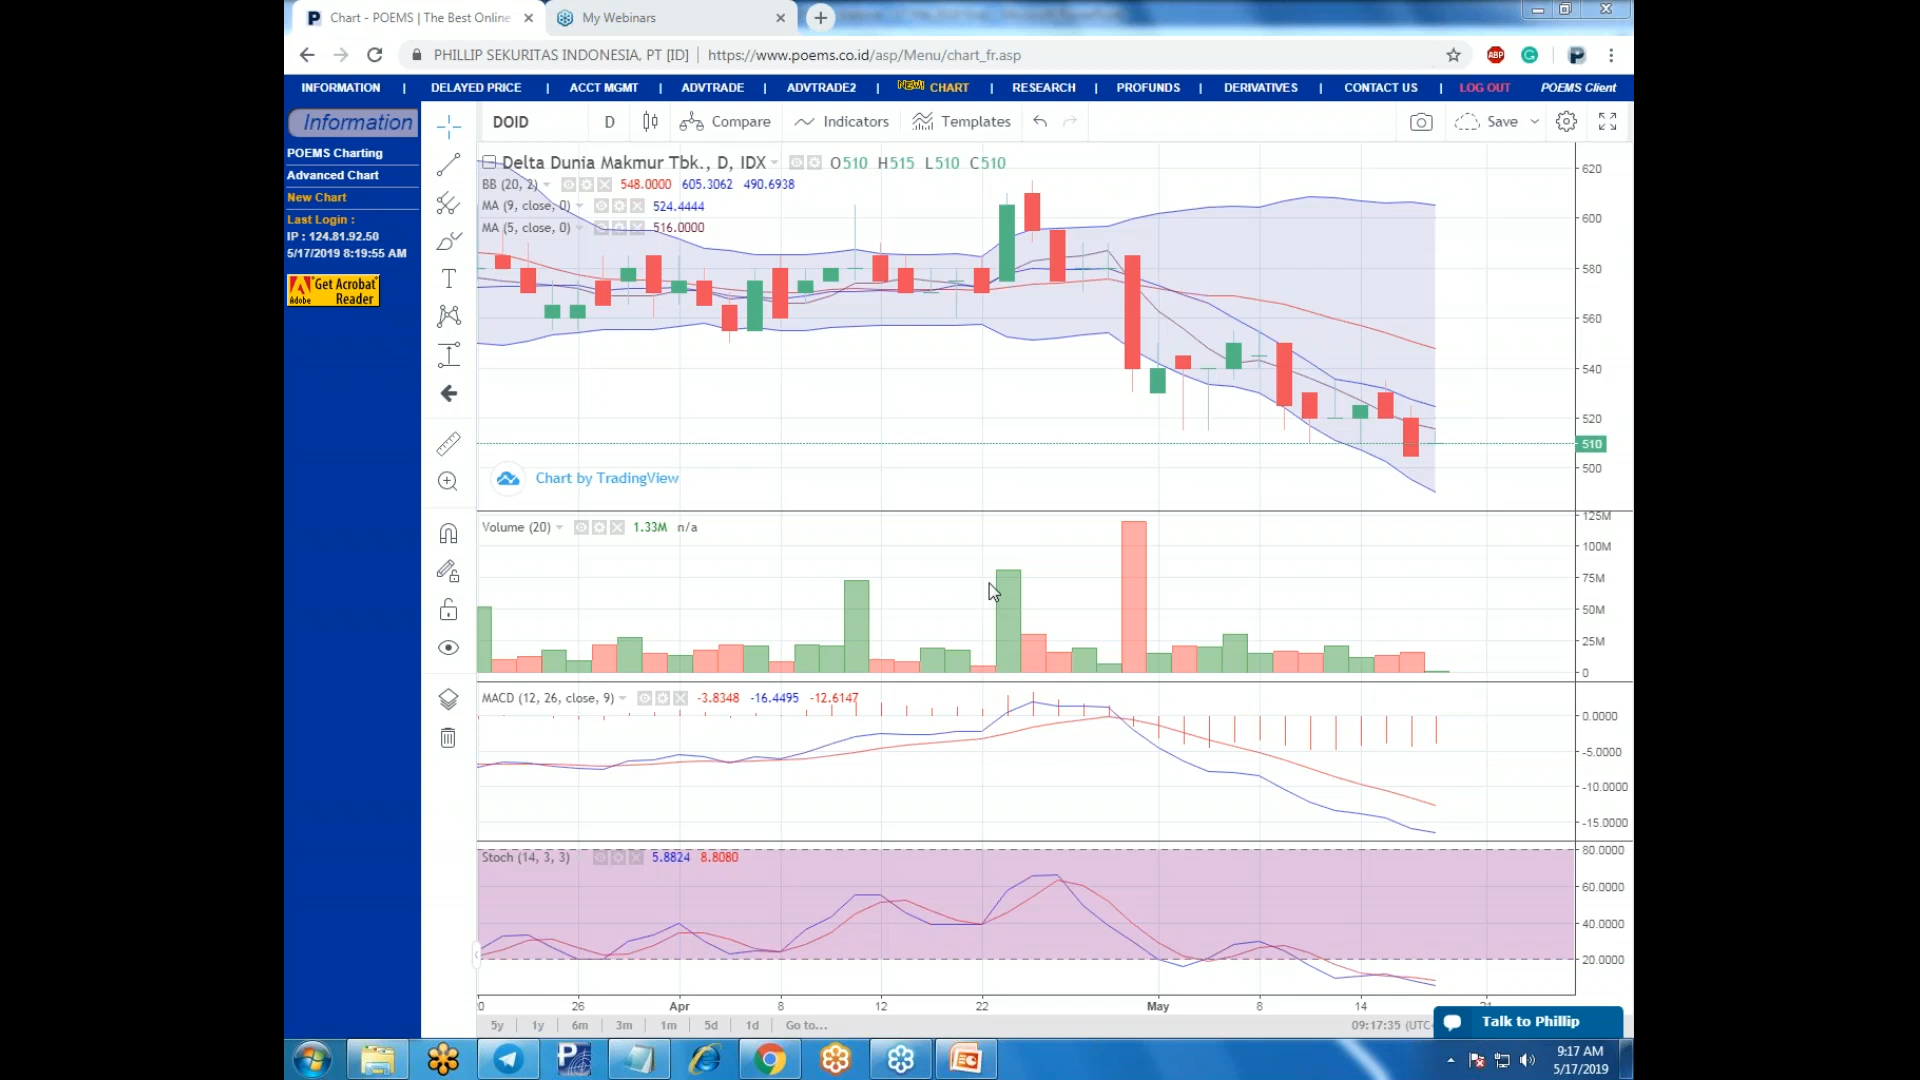 Chart - POEMS | The Best Online
My Webinars
PHILLIP SEKURITAS INDONESIA, PT [ID] | https://www.poems.co.id/asp/Menu/chart_fr.asp
ABP
INFORMATION | DELAYED PRICE | ACCT MGMT | ADVTRADE | ADVTRADE2 | NEW! CHART | RESEARCH | PROFUNDS | DERIVATIVES | CONTACT US | LOG OUT POEMS Client
Information
POEMS Charting
Advanced Chart
New Chart
Last Login :
IP : 124.81.92.50
5/17/2019 8:19:55 AM
Get Acrobat
Adobe Reader
DOID D Compare Indicators Templates Save
Delta Dunia Makmur Tbk., D, IDX O510 H515 L510 C510
BB (20, 2) 548.0000 605.3062 490.6938
MA (9, close, 0) 524.4444
MA (5, close, 0) 516.0000
620
600
580
560
540
520
510
500
Chart by TradingView
Volume (20) 1.33M n/a
125M
100M
75M
50M
25M
0
MACD (12, 26, close, 9) -3.8348 -16.4495 -12.6147
0.0000
-5.0000
-10.0000
-15.0000
Stoch (14, 3, 3) 5.8824 8.8080
80.0000
60.0000
40.0000
20.0000
26 Apr 8 12 22 May 8 14
5y 1y 6m 3m 1m 5d 1d Go to...
09:17:35 (UTC
Talk to Phillip
9:17 AM
5/17/2019